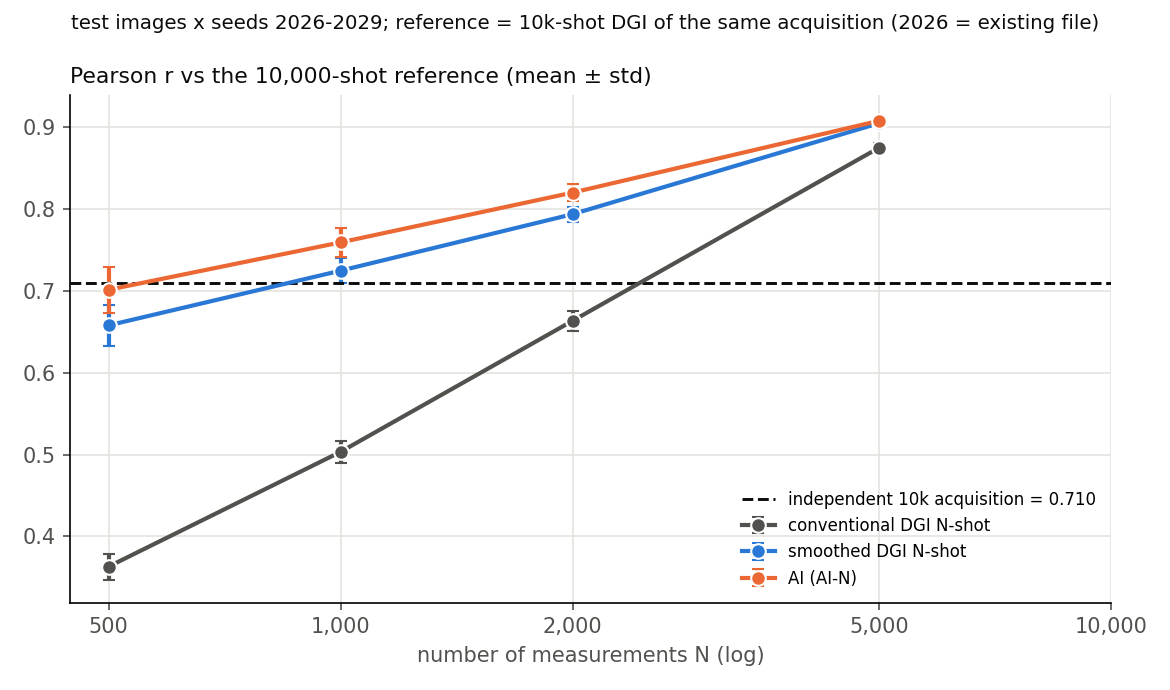 test images x seeds 2026-2029; reference = 10k-shot DGI of the same acquisition (2026 = existing file)
Pearson r vs the 10,000-shot reference (mean ± std)
0.9
0.8
0.7
0.6
0.5
0.4
independent 10k acquisition = 0.710
conventional DGI N-shot
smoothed DGI N-shot
AI (AI-N)
500 1,000 2,000 5,000 10,000
number of measurements N (log)